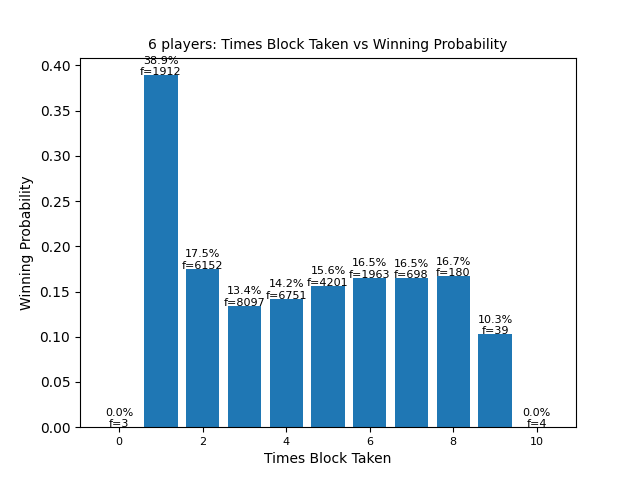 6 players: Times Block Taken vs Winning Probability
Winning Probability
0.40
0.35
0.30
0.25
0.20
0.15
0.10
0.05
0.00
0.0%
f=3
38.9%
f=1912
17.5%
f=6152
13.4%
f=8097
14.2%
f=6751
15.6%
f=4201
16.5%
f=1963
16.5%
f=698
16.7%
f=180
10.3%
f=39
0.0%
f=4
0 2 4 6 8 10
Times Block Taken